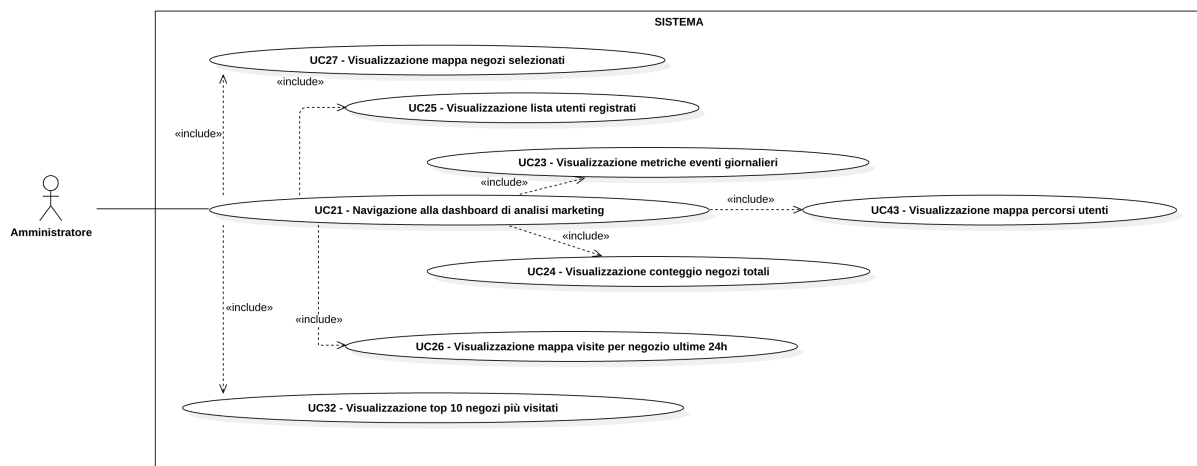 SISTEMA
UC27 - Visualizzazione mappa negozi selezionati
«include»
UC25 - Visualizzazione lista utenti registrati
«include»
UC23 - Visualizzazione metriche eventi giornalieri
«include»
«include»
UC21 - Navigazione alla dashboard di analisi marketing
UC43 - Visualizzazione mappa percorsi utenti
Amministratore
«include»
UC24 - Visualizzazione conteggio negozi totali
«include»
«include»
UC26 - Visualizzazione mappa visite per negozio ultime 24h
UC32 - Visualizzazione top 10 negozi più visitati